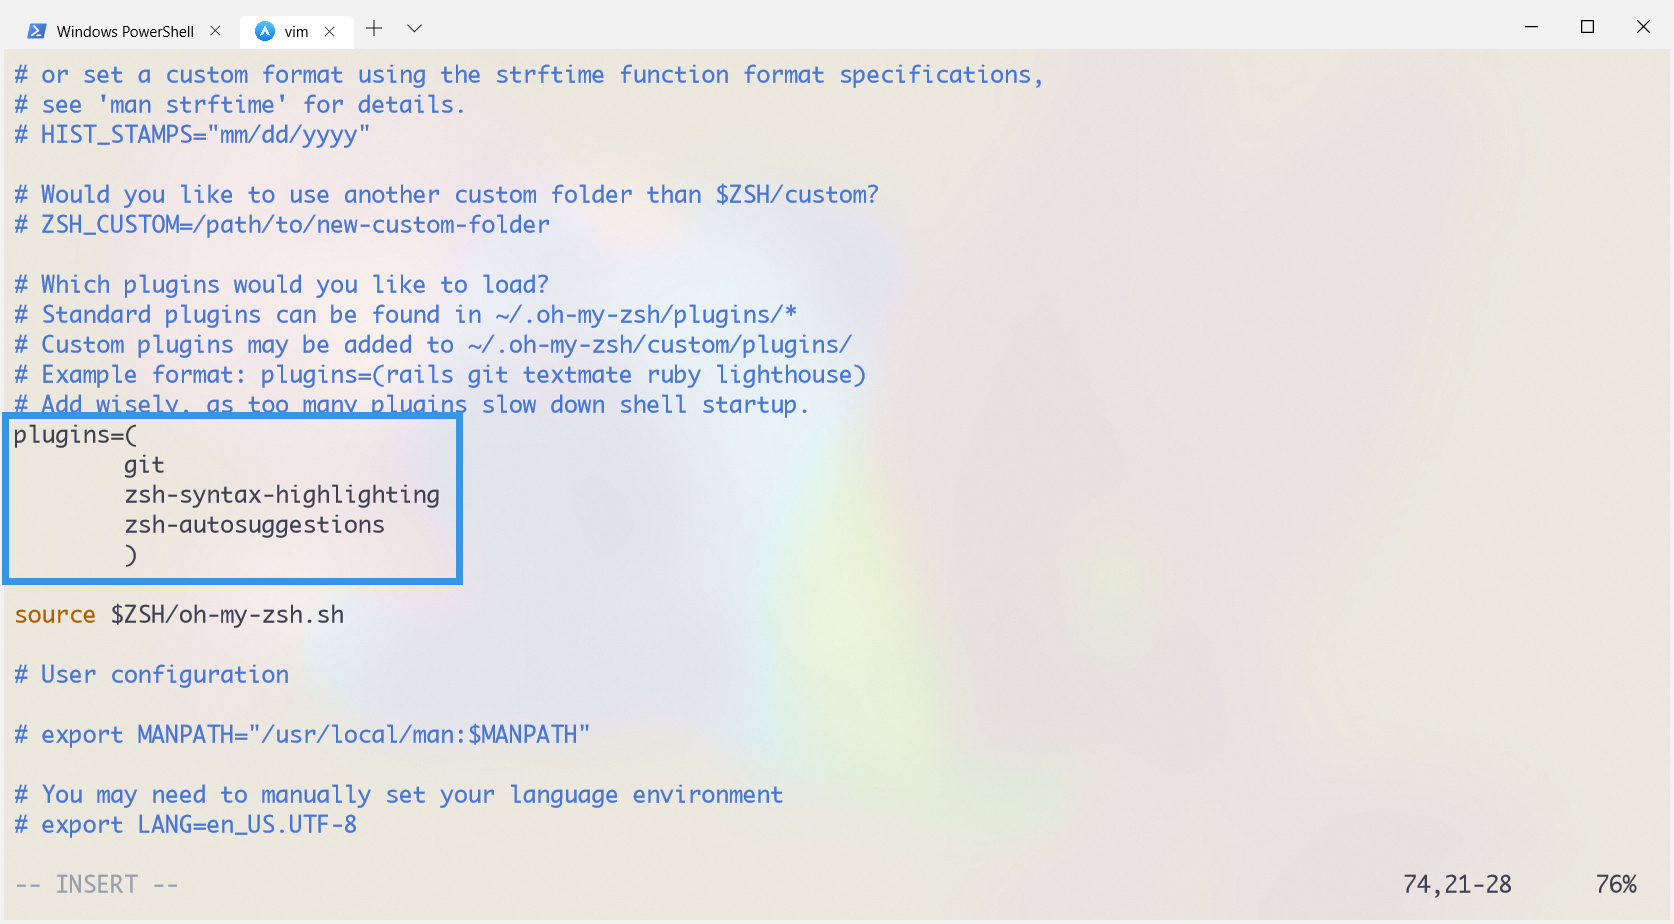 Windows PowerShell
vim
# or set a custom format using the strftime function format specifications,
# see 'man strftime' for details.
# HIST_STAMPS="mm/dd/yyyy"
# Would you like to use another custom folder than $ZSH/custom?
# ZSH_CUSTOM=/path/to/new-custom-folder
# Which plugins would you like to load?
# Standard plugins can be found in ~/.oh-my-zsh/plugins/*
# Custom plugins may be added to ~/.oh-my-zsh/custom/plugins/
# Example format: plugins=(rails git textmate ruby lighthouse)
# Add wisely, as too many plugins slow down shell startup.
plugins=(
        git
        zsh-syntax-highlighting
        zsh-autosuggestions
        )
source $ZSH/oh-my-zsh.sh
# User configuration
# export MANPATH="/usr/local/man:$MANPATH"
# You may need to manually set your language environment
# export LANG=en_US.UTF-8
-- INSERT -- 74,21-28 76%